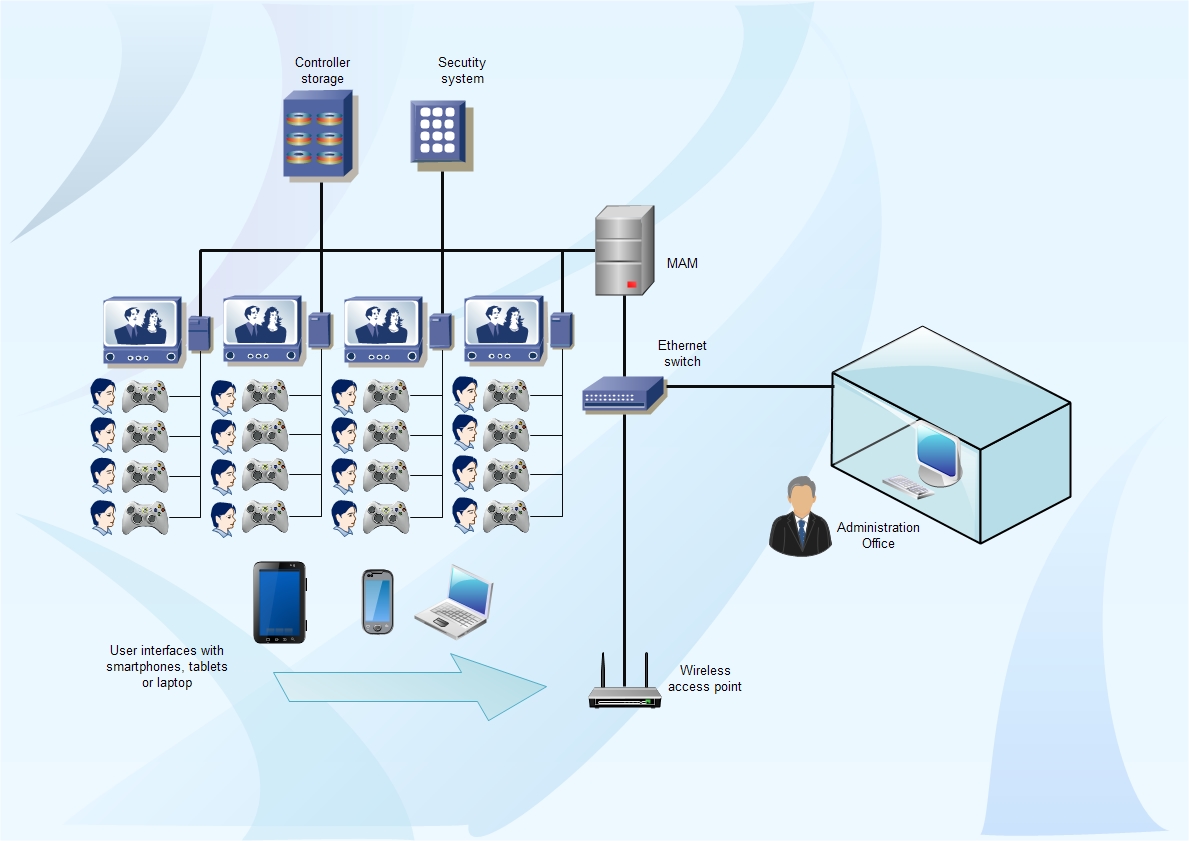 Controller
storage
Secutity
system
MAM
Ethernet
switch
Administration
Office
User interfaces with
smartphones, tablets
or laptop
Wireless
access point